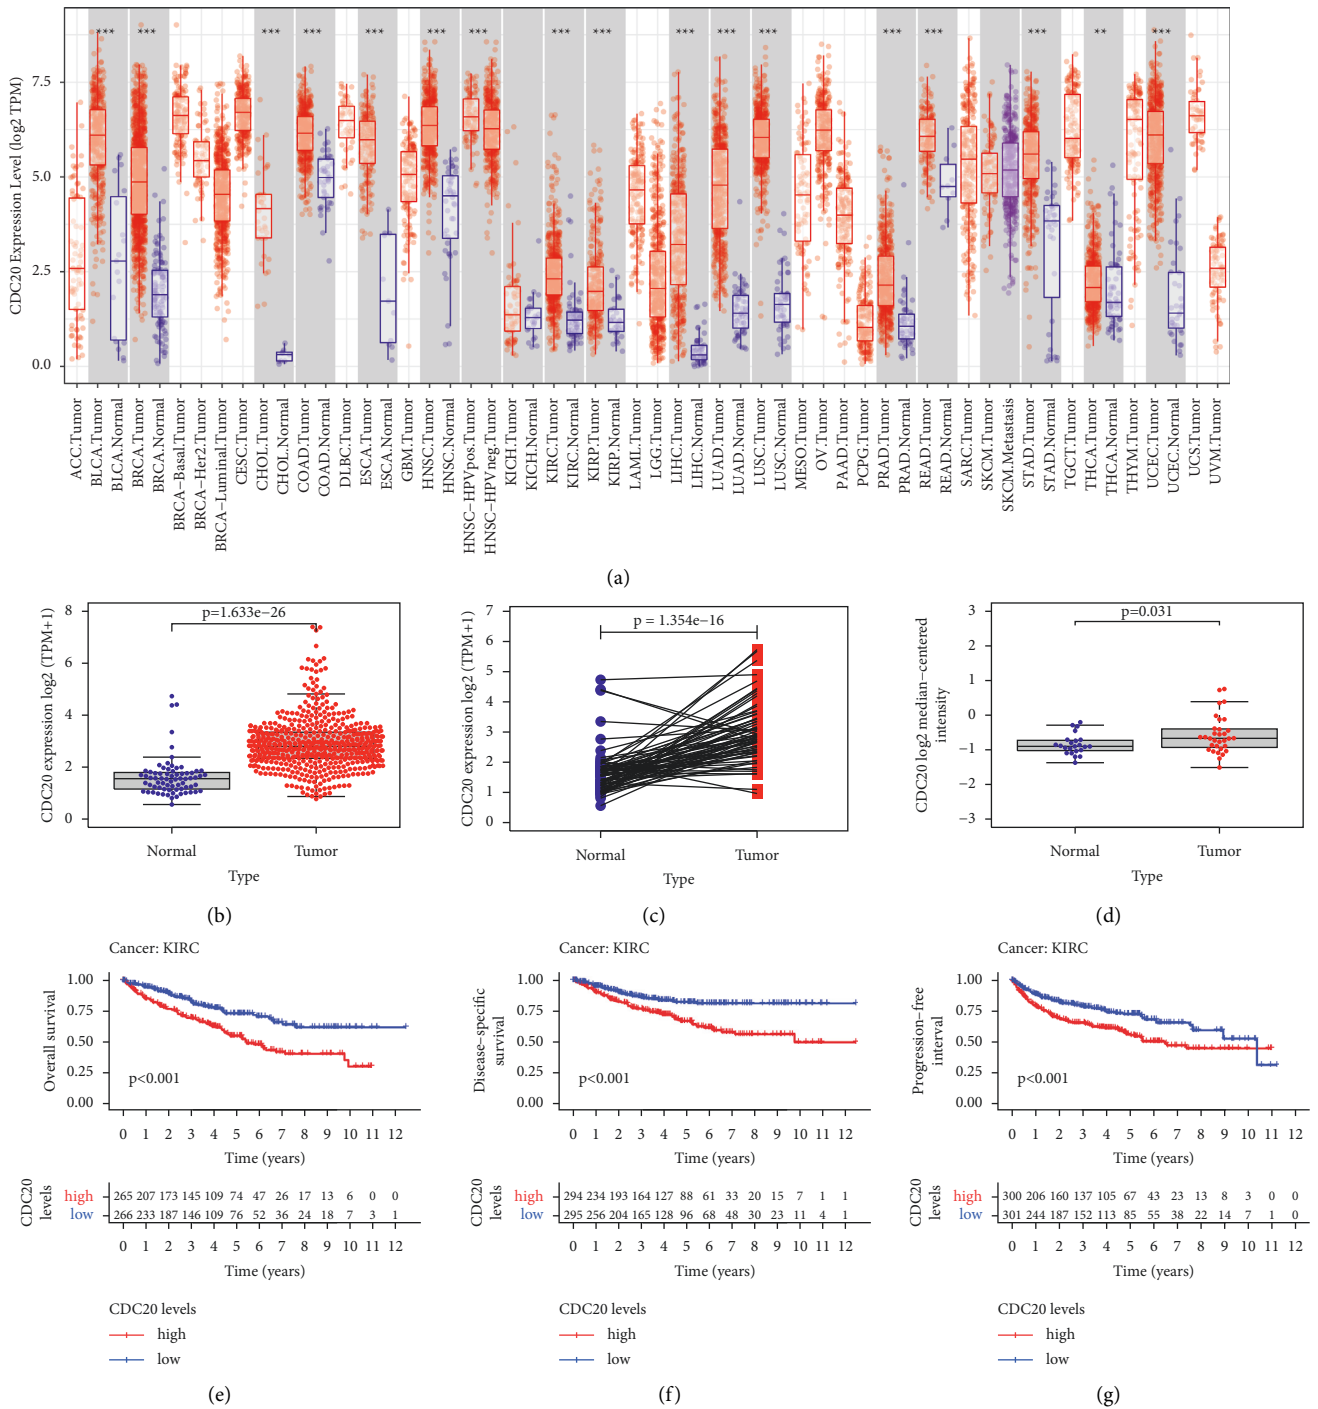 *** *** *** *** *** *** *** *** *** *** *** *** *** *** *** ** ***
CDC20 Expression Level (log2 TPM)
7.5
5.0
2.5
0.0
ACC.Tumor
BLCA.Tumor
BLCA.Normal
BRCA.Tumor
BRCA.Normal
BRCA−Basal.Tumor
BRCA−Her2.Tumor
BRCA−Luminal.Tumor
CESC.Tumor
CHOL.Tumor
CHOL.Normal
COAD.Tumor
COAD.Normal
DLBC.Tumor
ESCA.Tumor
ESCA.Normal
GBM.Tumor
HNSC.Tumor
HNSC.Normal
HNSC−HPVpos.Tumor
HNSC−HPVneg.Tumor
KICH.Tumor
KICH.Normal
KIRC.Tumor
KIRC.Normal
KIRP.Tumor
KIRP.Normal
LAML.Tumor
LGG.Tumor
LIHC.Tumor
LIHC.Normal
LUAD.Tumor
LUAD.Normal
LUSC.Tumor
LUSC.Normal
MESO.Tumor
OV.Tumor
PAAD.Tumor
PCPG.Tumor
PRAD.Tumor
PRAD.Normal
READ.Tumor
READ.Normal
SARC.Tumor
SKCM.Tumor
SKCM.Metastasis
STAD.Tumor
STAD.Normal
TGCT.Tumor
THCA.Tumor
THCA.Normal
THYM.Tumor
UCEC.Tumor
UCEC.Normal
UCS.Tumor
UVM.Tumor
(a)
CDC20 expression log2 (TPM+1)
8
6
4
2
0
p=1.633e−26
Normal Tumor
Type
(b)
CDC20 expression log2 (TPM+1)
7
6
5
4
3
2
1
0
p = 1.354e−16
Normal Tumor
Type
(c)
CDC20 log2 median−centered
intensity
3
2
1
0
−1
−2
−3
p=0.031
Normal Tumor
Type
(d)
Cancer: KIRC
Overall survival
1.00
0.75
0.50
0.25
0.00
p<0.001
0 1 2 3 4 5 6 7 8 9 10 11 12
Time (years)
CDC20
levels
high 265 207 173 145 109 74 47 26 17 13 6 0 0
low 266 233 187 146 109 76 52 36 24 18 7 3 1
0 1 2 3 4 5 6 7 8 9 10 11 12
Time (years)
CDC20 levels
high
low
(e)
Cancer: KIRC
Disease−specific
survival
1.00
0.75
0.50
0.25
0.00
p<0.001
0 1 2 3 4 5 6 7 8 9 10 11 12
Time (years)
CDC20
levels
high 294 234 193 164 127 88 61 33 20 15 7 1 1
low 295 256 204 165 128 96 68 48 30 23 11 4 1
0 1 2 3 4 5 6 7 8 9 10 11 12
Time (years)
CDC20 levels
high
low
(f)
Cancer: KIRC
Progression−free
interval
1.00
0.75
0.50
0.25
0.00
p<0.001
0 1 2 3 4 5 6 7 8 9 10 11 12
Time (years)
CDC20
levels
high 300 206 160 137 105 67 43 23 13 8 3 0 0
low 301 244 187 152 113 85 55 38 22 14 7 1 0
0 1 2 3 4 5 6 7 8 9 10 11 12
Time (years)
CDC20 levels
high
low
(g)